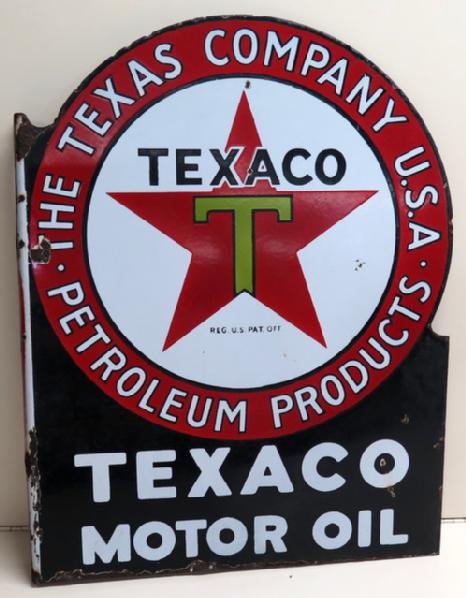 THE TEXAS COMPANY U.S.A.
TEXACO
T
REG. U.S. PAT. OFF
· PETROLEUM PRODUCTS ·
TEXACO
MOTOR OIL